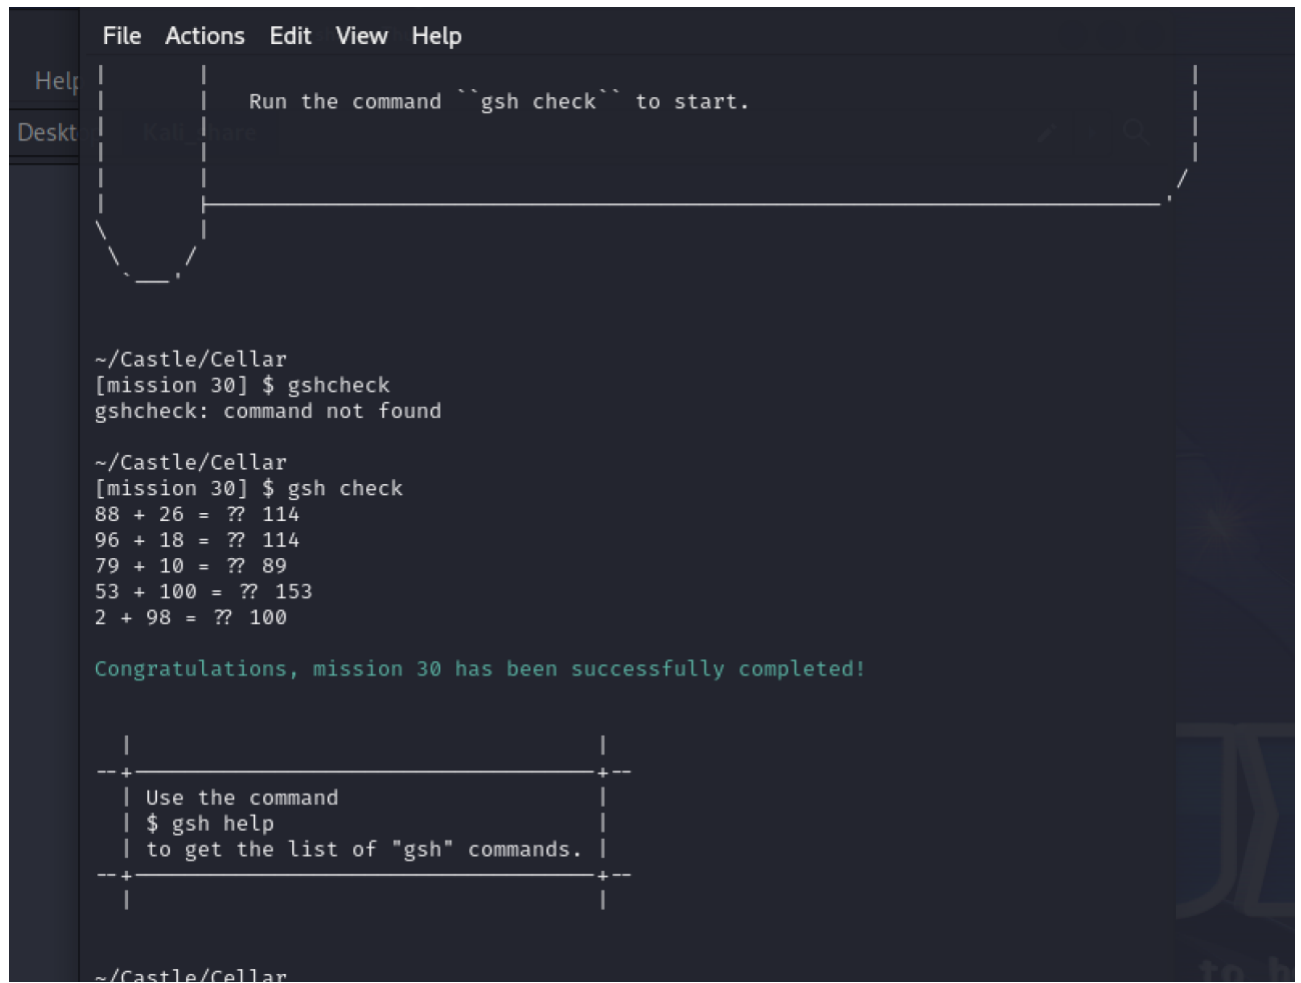 File Actions Edit View Help
Help
Run the command ``gsh check`` to start.
Kali_share
~/Castle/Cellar
[mission 30] $ gshcheck
gshcheck: command not found
~/Castle/Cellar
[mission 30] $ gsh check
88 + 26 = ?? 114
96 + 18 = ?? 114
79 + 10 = ?? 89
53 + 100 = ?? 153
2 + 98 = ?? 100
Congratulations, mission 30 has been successfully completed!
Use the command
$ gsh help
to get the list of "gsh" commands.
~/Castle/Cellar